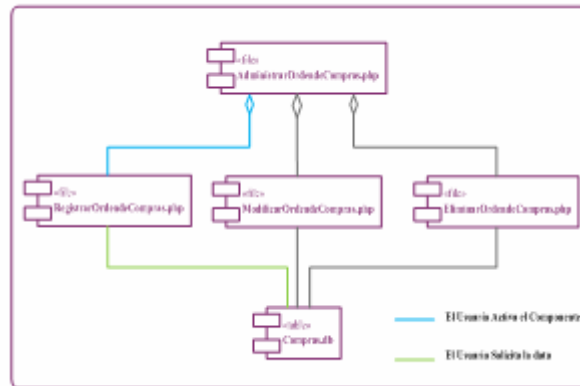 «file»
AdministrarOrdendeCompras.php
«file»
RegistrarOrdendeCompras.php
«file»
ModificarOrdendeCompras.php
«file»
EliminarOrdendeCompras.php
«table»
Compras.db
El Usuario Activa el Componente
El Usuario Solicita la data